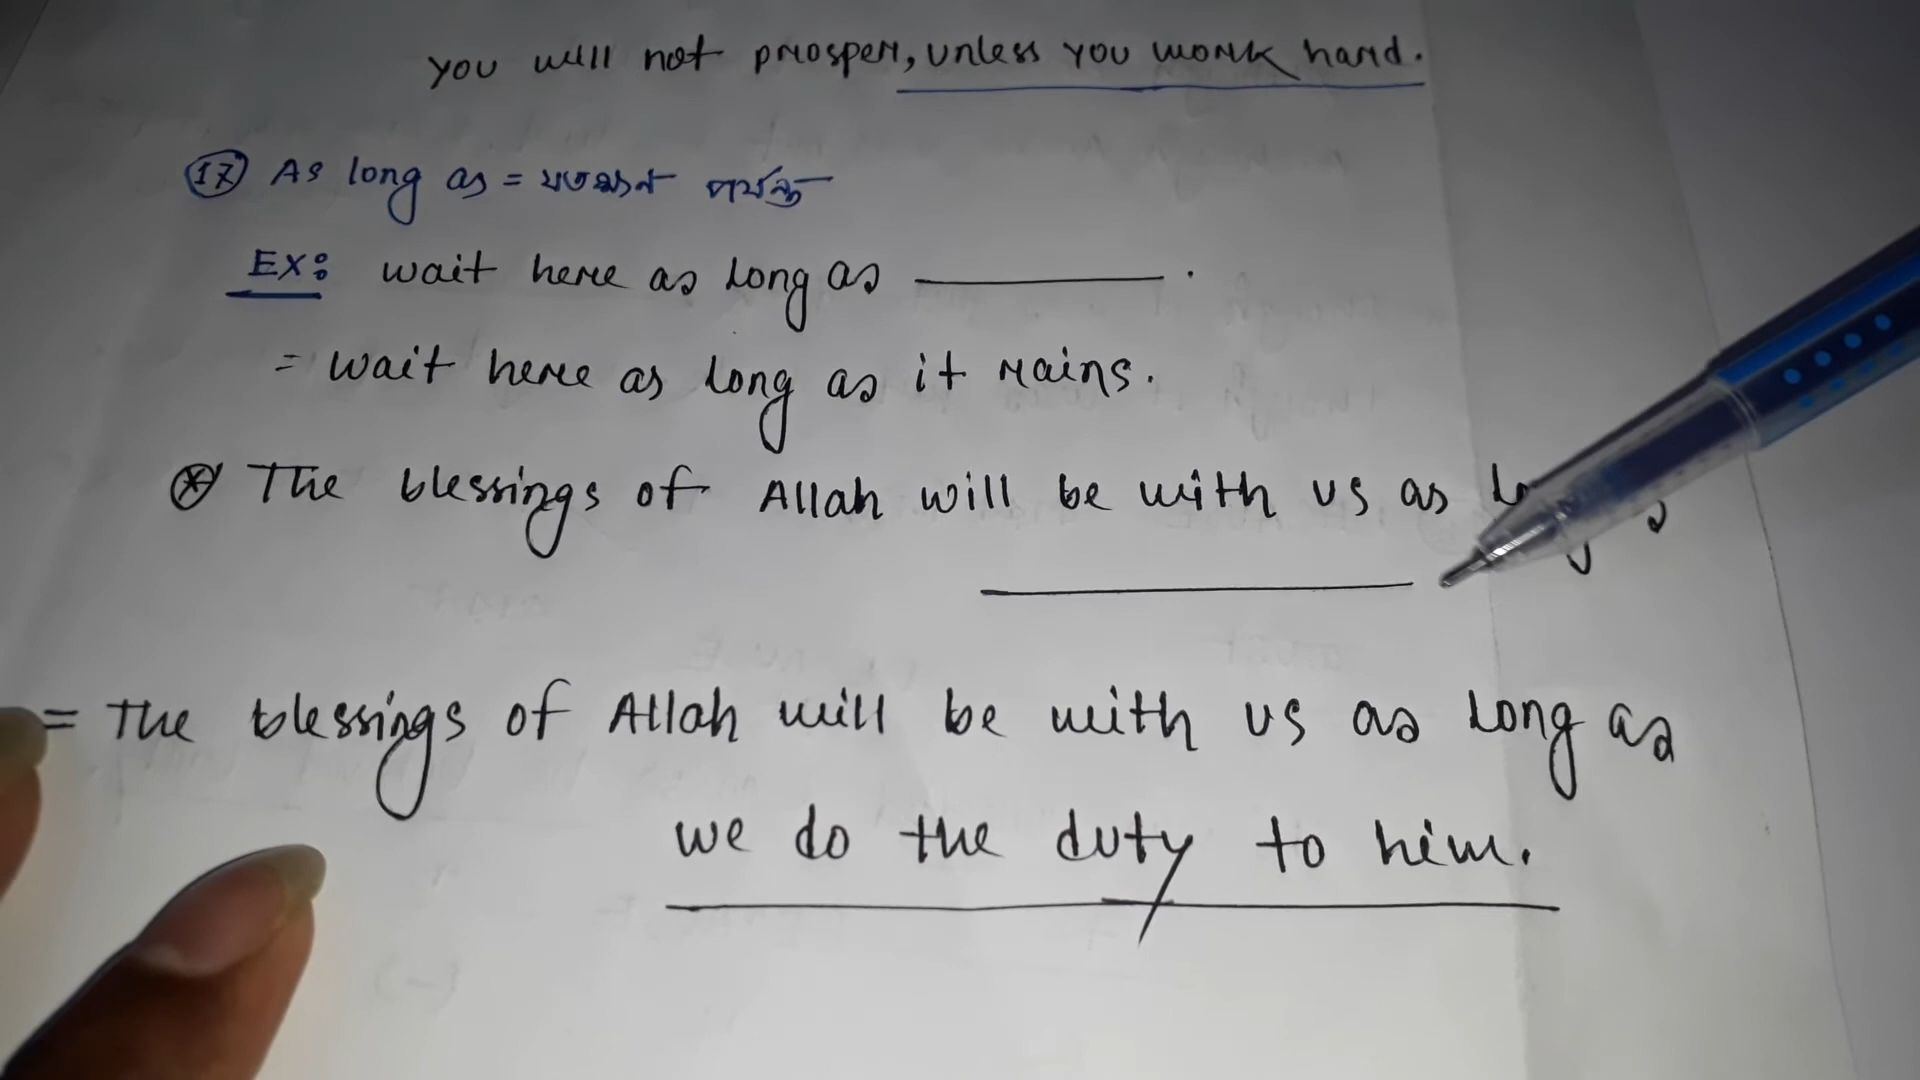 you will not prosper, unless you work hard.
17 As long as = যতক্ষণ পর্যন্ত
Ex: wait here as long as ________ .
= wait here as long as it rains.
The blessings of Allah will be with us as
________
= The blessings of Allah will be with us as long as
we do the duty to him.